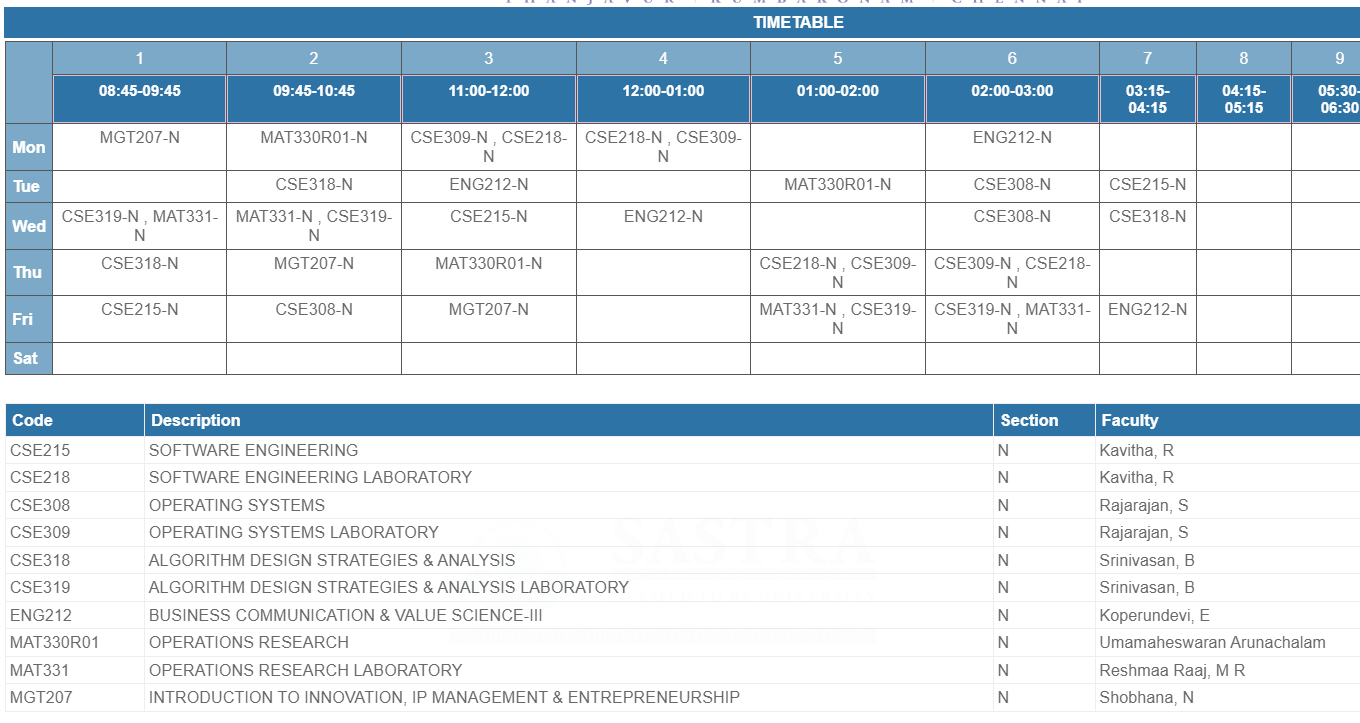 THANJAVUR KUMBAKONAM CHENNAI
TIMETABLE
1 2 3 4 5 6 7 8 9
08:45-09:45 09:45-10:45 11:00-12:00 12:00-01:00 01:00-02:00 02:00-03:00 03:15- 04:15- 05:30-
04:15 05:15 06:30
Mon MGT207-N MAT330R01-N CSE309-N , CSE218- CSE218-N , CSE309- ENG212-N
N N
Tue CSE318-N ENG212-N MAT330R01-N CSE308-N CSE215-N
Wed CSE319-N , MAT331- MAT331-N , CSE319- CSE215-N ENG212-N CSE308-N CSE318-N
N N
Thu CSE318-N MGT207-N MAT330R01-N CSE218-N , CSE309- CSE309-N , CSE218-
N N
Fri CSE215-N CSE308-N MGT207-N MAT331-N , CSE319- CSE319-N , MAT331- ENG212-N
N N
Sat
Code Description Section Faculty
CSE215 SOFTWARE ENGINEERING N Kavitha, R
CSE218 SOFTWARE ENGINEERING LABORATORY N Kavitha, R
CSE308 OPERATING SYSTEMS N Rajarajan, S
CSE309 OPERATING SYSTEMS LABORATORY N Rajarajan, S
CSE318 ALGORITHM DESIGN STRATEGIES & ANALYSIS N Srinivasan, B
CSE319 ALGORITHM DESIGN STRATEGIES & ANALYSIS LABORATORY N Srinivasan, B
ENG212 BUSINESS COMMUNICATION & VALUE SCIENCE-III N Koperundevi, E
MAT330R01 OPERATIONS RESEARCH N Umamaheswaran Arunachalam
MAT331 OPERATIONS RESEARCH LABORATORY N Reshmaa Raaj, M R
MGT207 INTRODUCTION TO INNOVATION, IP MANAGEMENT & ENTREPRENEURSHIP N Shobhana, N
SASTRA